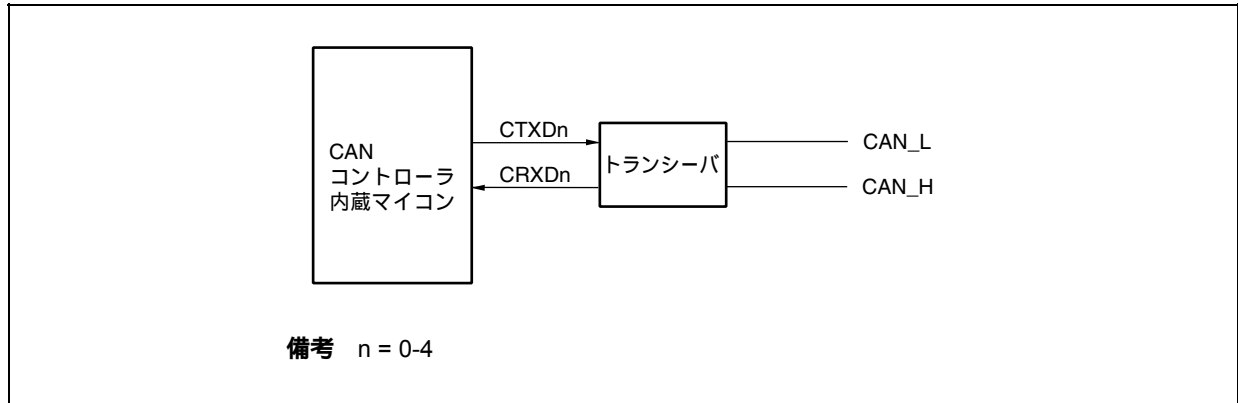 CAN
コントローラ
内蔵マイコン
CTXDn
CRXDn
トランシーバ
CAN_L
CAN_H
備考 n = 0-4